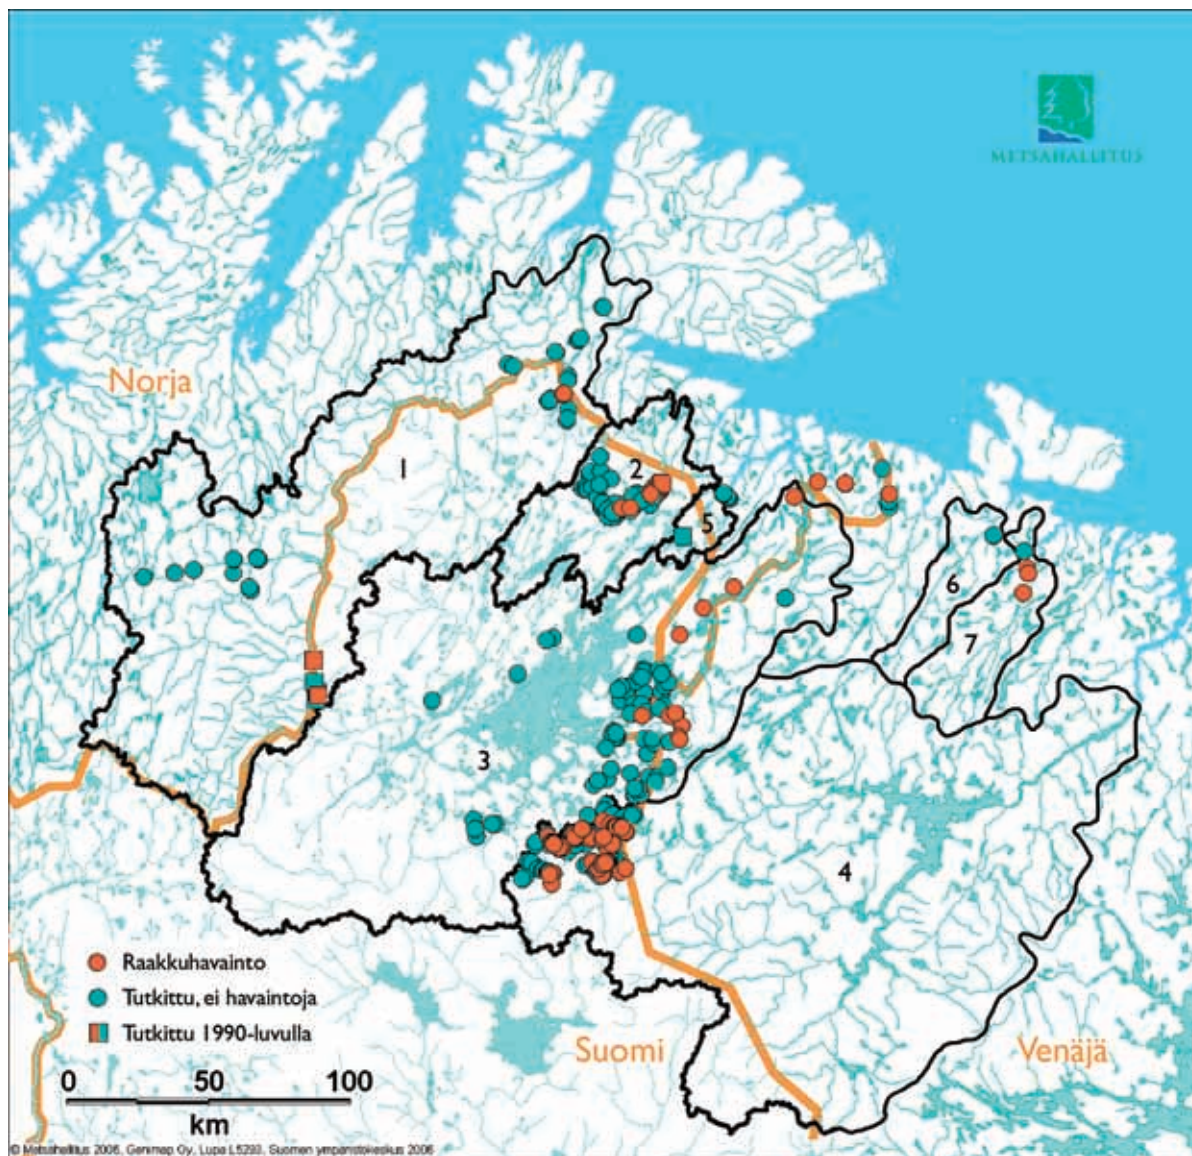 METSÄHALLITUS
Norja
1
2
5
6
7
3
4
Raakkuhavainto
Tutkittu, ei havaintoja
Tutkittu 1990-luvulla
Suomi
Venäjä
0 50 100
km
© Metsähallitus 2006, Genimap Oy, Lupa L5293, Suomen ympäristökeskus 2006